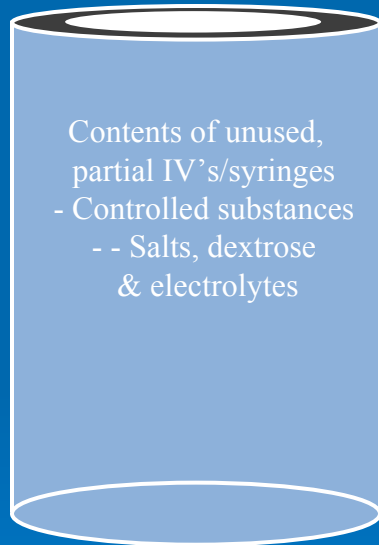 Contents of unused,
partial IV's/syringes
- Controlled substances
- - Salts, dextrose
& electrolytes